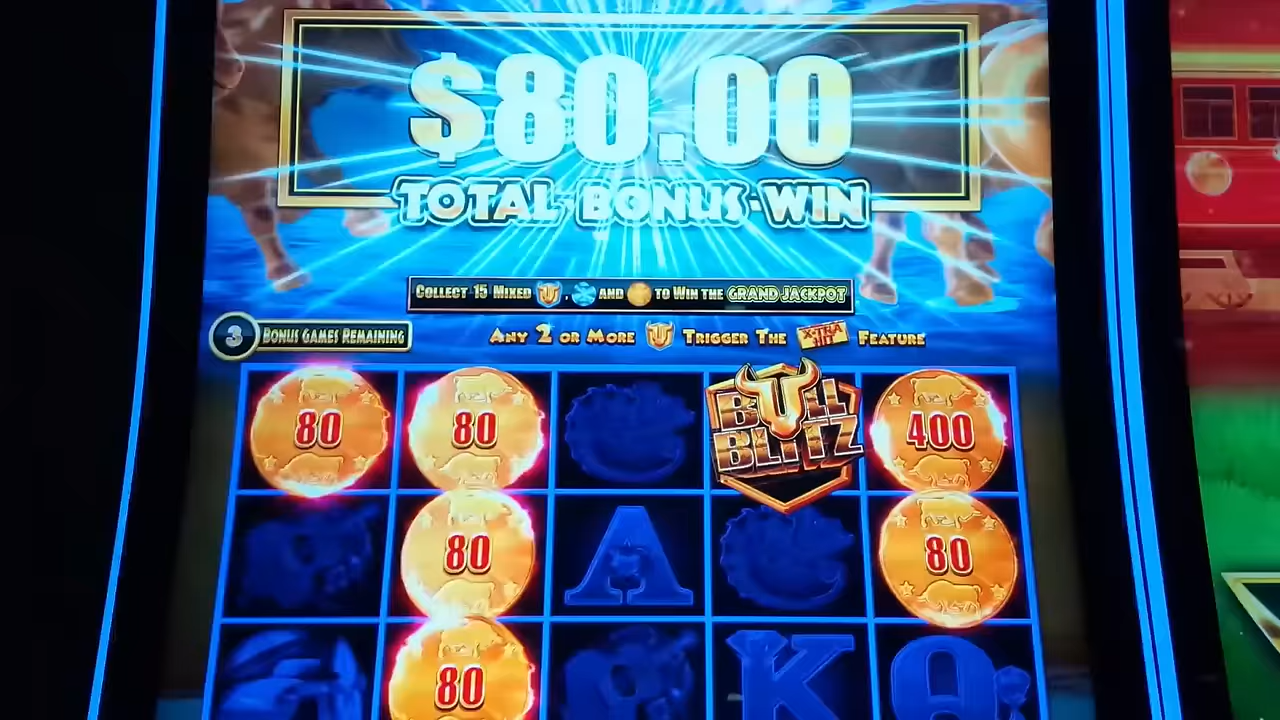 $80.00
TOTAL BONUS WIN
COLLECT 15 MIXED , AND TO WIN THE GRAND JACKPOT
3 BONUS GAMES REMAINING
ANY 2 OR MORE TRIGGER THE X-TRA HIT FEATURE
80 80 BULL BLITZ 400
80 A 80
80 K Q